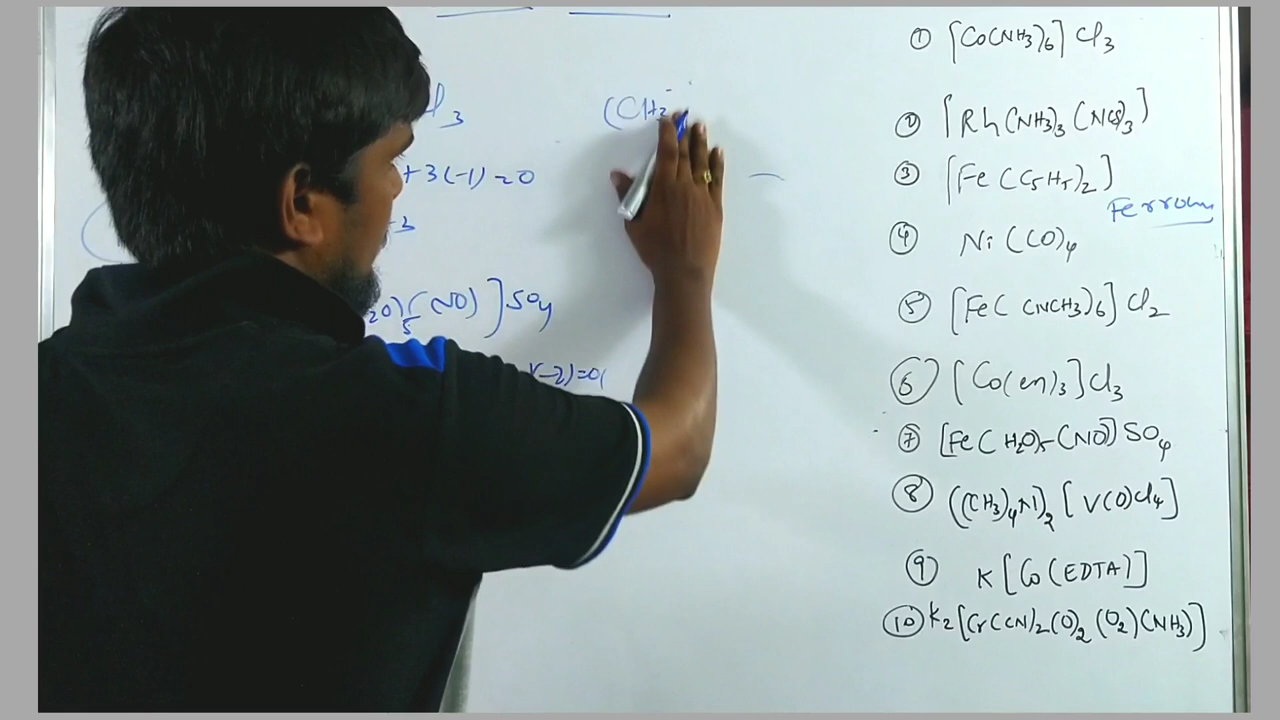 l3
+ 3(-1) = 0
3
2O)5 (NO)] SO4
(-2)=0
(CH3
① [Co(NH3)6] Cl3
② [Rh(NH3)3 (NCS)3]
③ [Fe(C5H5)2]
④ Ni(CO)4
⑤ [Fe(CNCH3)6] Cl2
⑥ [Co(en)3] Cl3
⑦ [Fe(H2O)5 (NO)] SO4
⑧ ((CH3)4N)2 [V(O)Cl4]
⑨ K[Co(EDTA)]
⑩ K2[Cr(CN)2(O)2(O2)(NH3)]